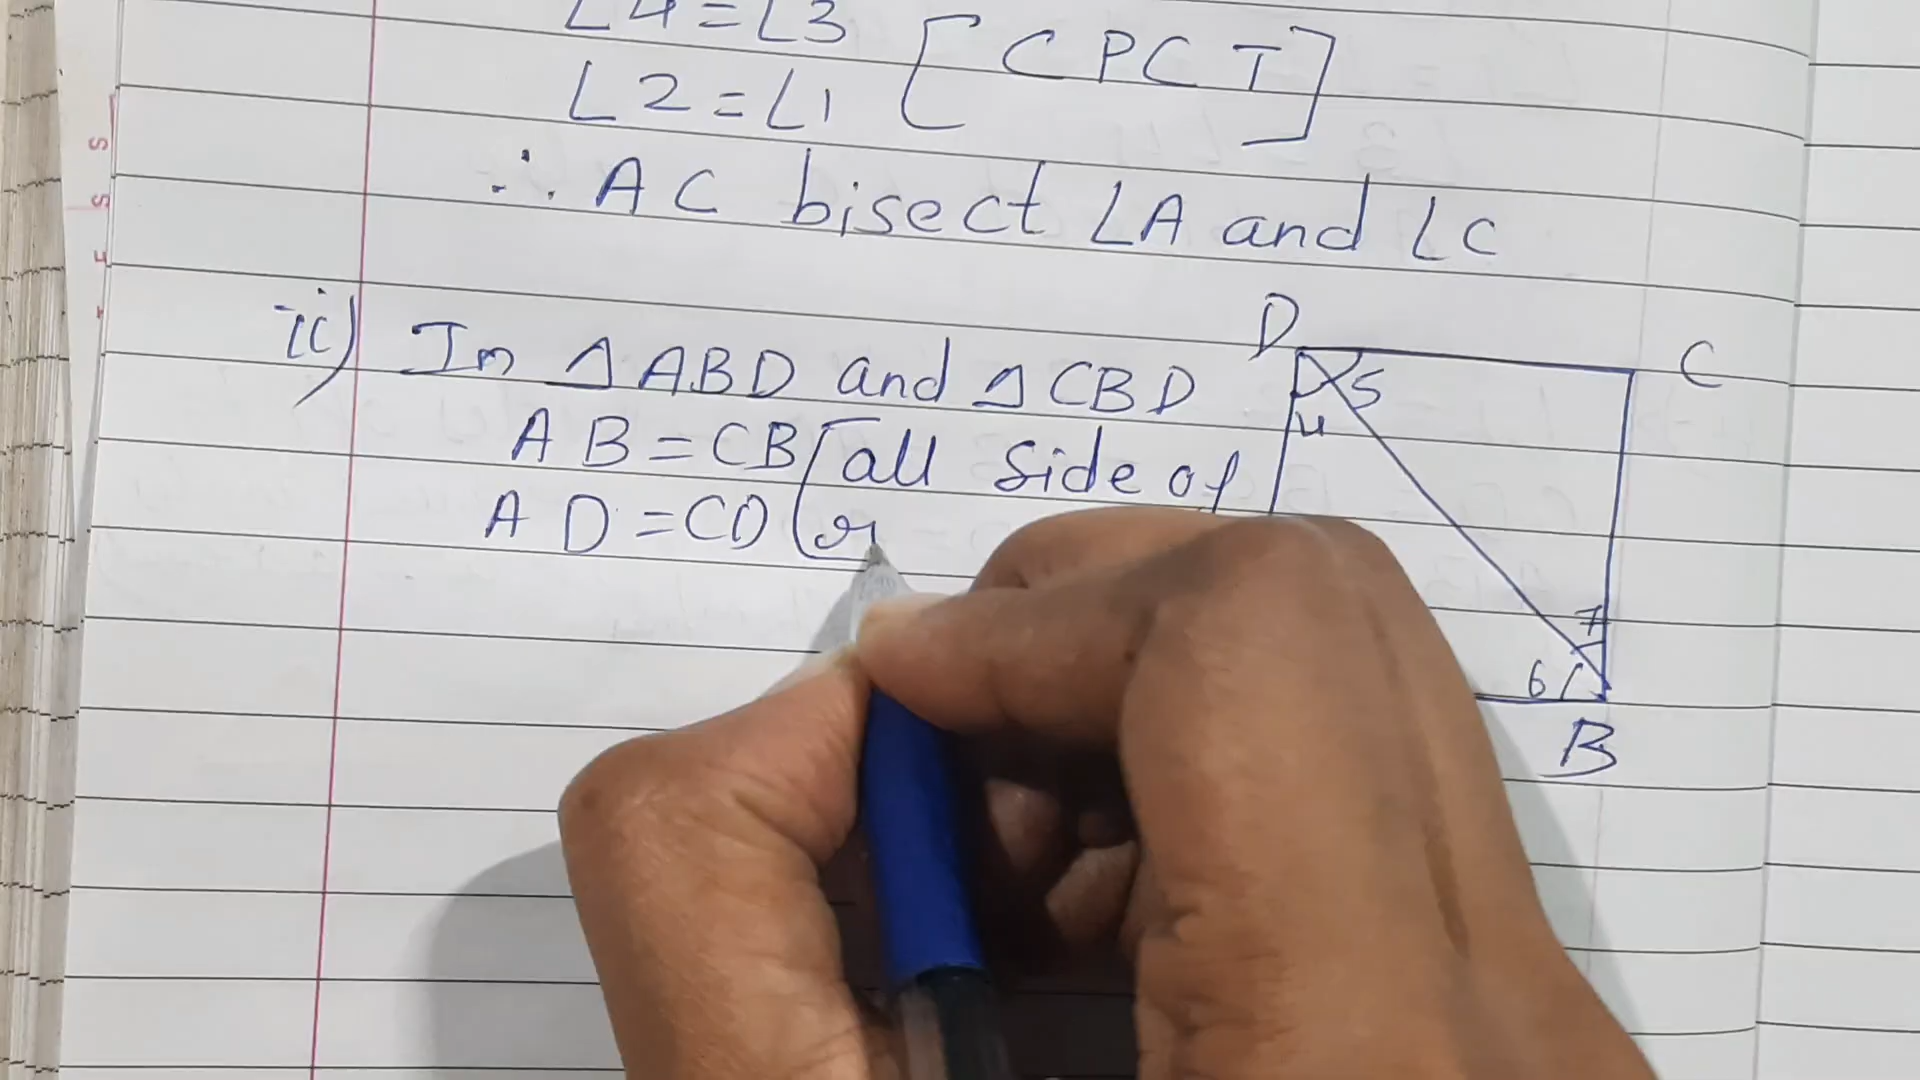 ∠4=∠3 [CPCT]
∠2=∠1
∴ AC bisect ∠A and ∠C
ii) In △ABD and △CBD
AB=CB [all side of
AD=CD
D
C
5
4
7
6
B